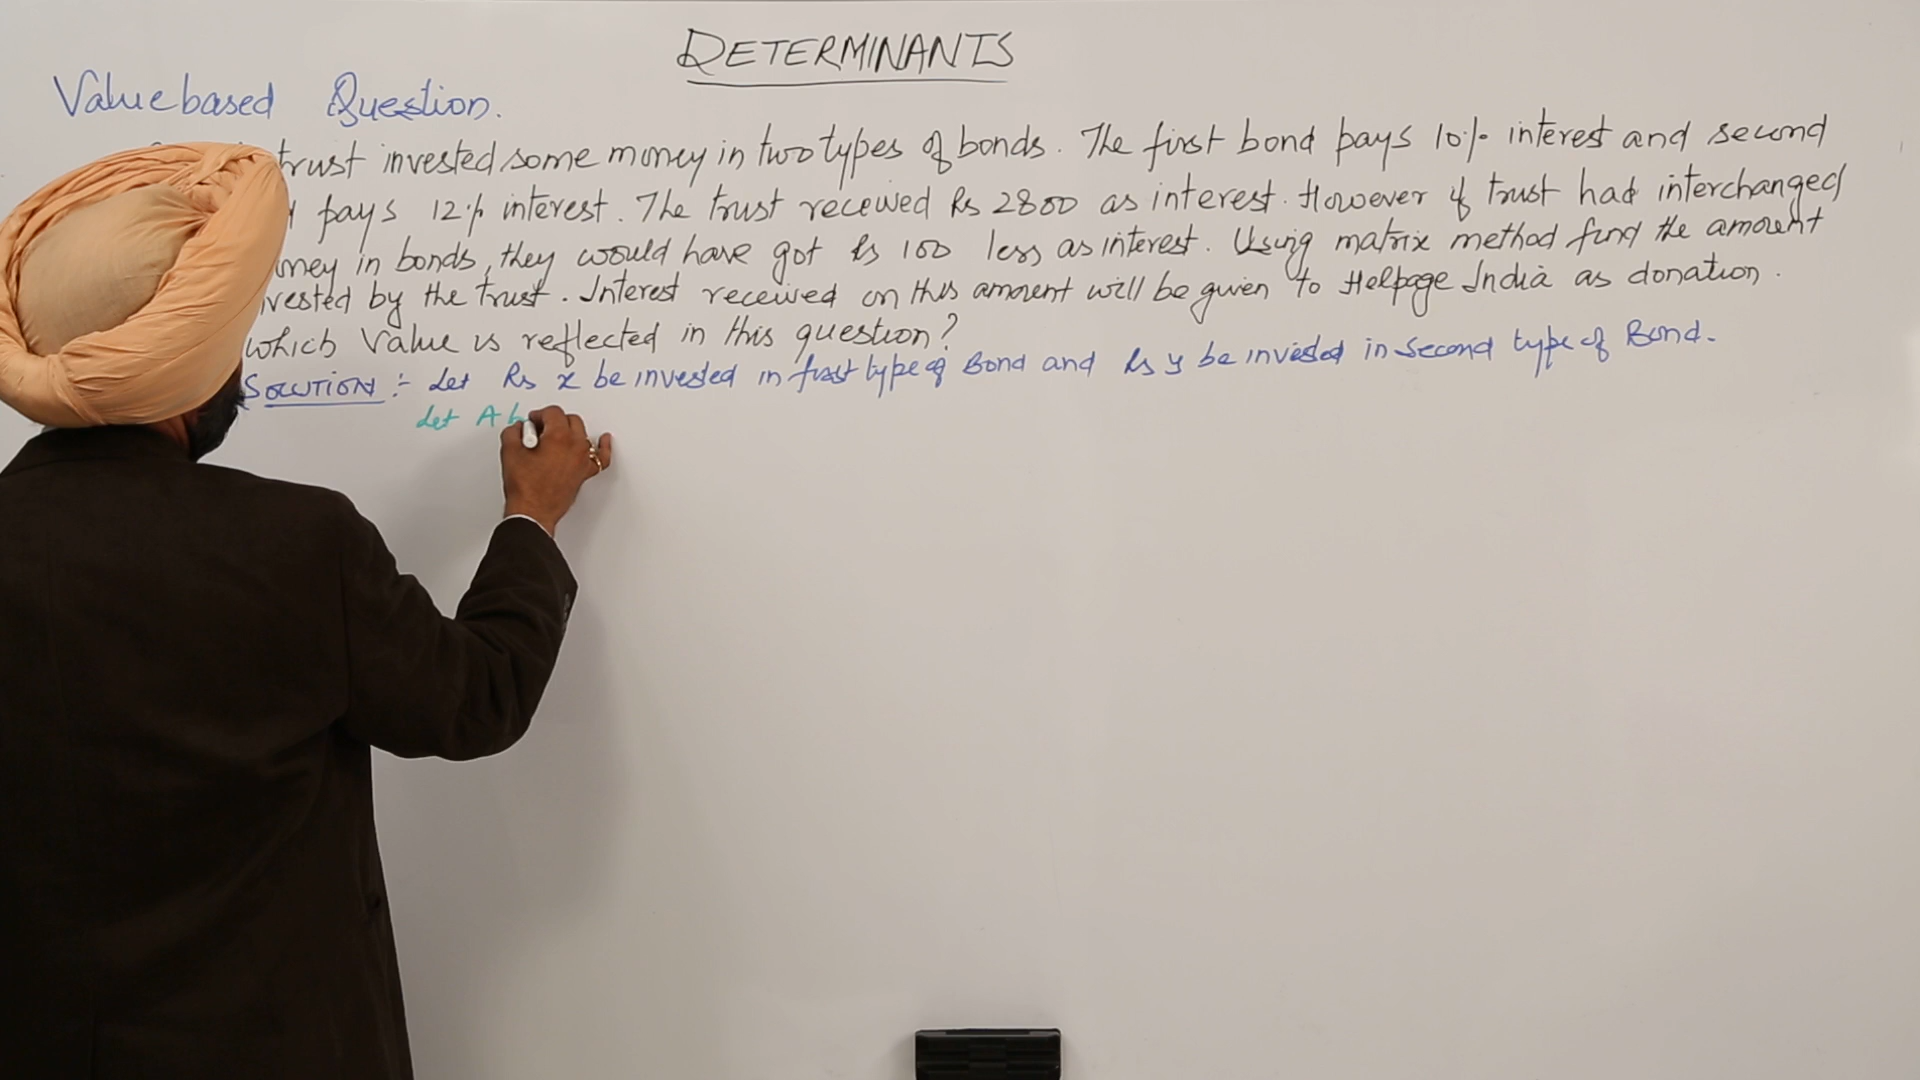 DETERMINANTS
Value based Question.
trust invested some money in two types of bonds. The first bond pays 10% interest and second
pays 12% interest. The trust received Rs 2800 as interest. However if trust had interchanged
in bonds, they would have got Rs 100 less as interest. Using matrix method find the amount
by the trust. Interest received on this amount will be given to Helpage India as donation.
which value is reflected in this question?
SOLUTION :- Let Rs x be invested in first type of Bond and Rs y be invested in second type of Bond.
Let A b